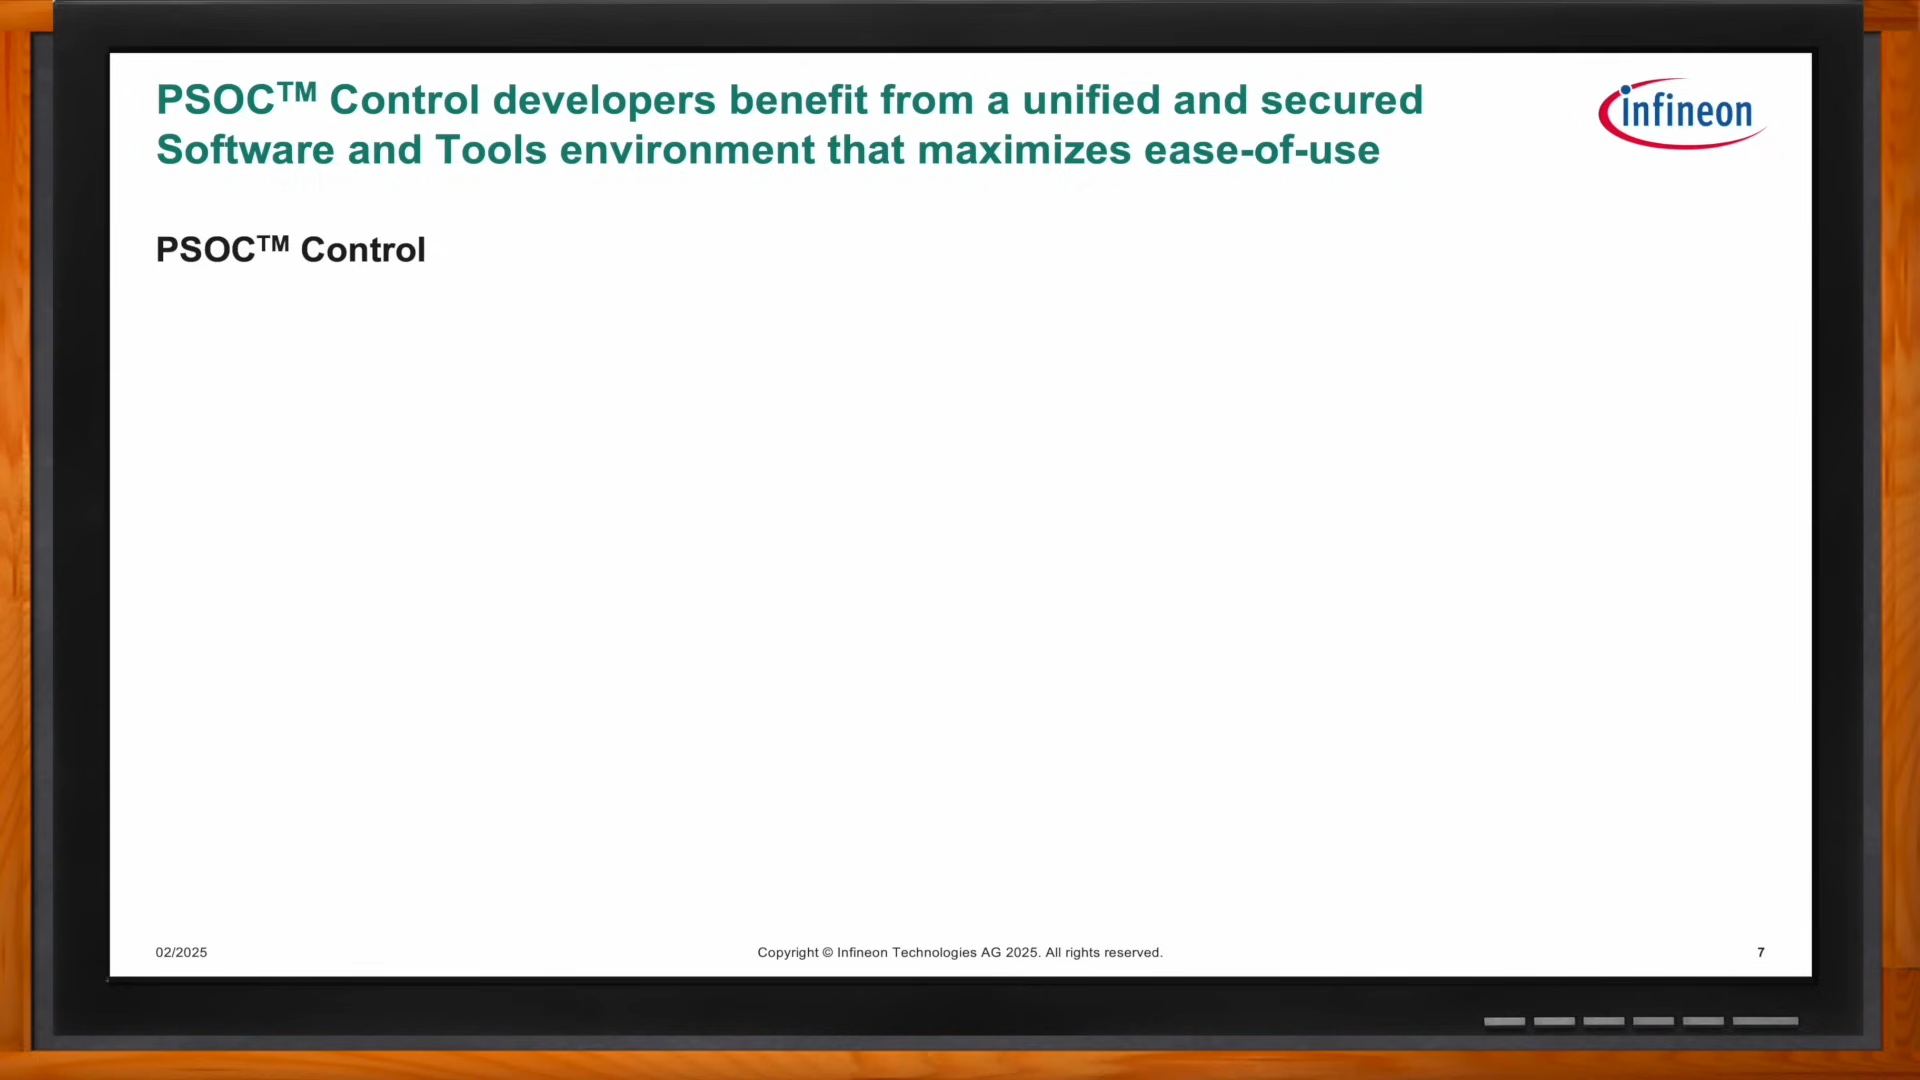 PSOC™ Control developers benefit from a unified and secured
Software and Tools environment that maximizes ease-of-use
infineon
PSOC™ Control
02/2025
Copyright © Infineon Technologies AG 2025. All rights reserved.
7